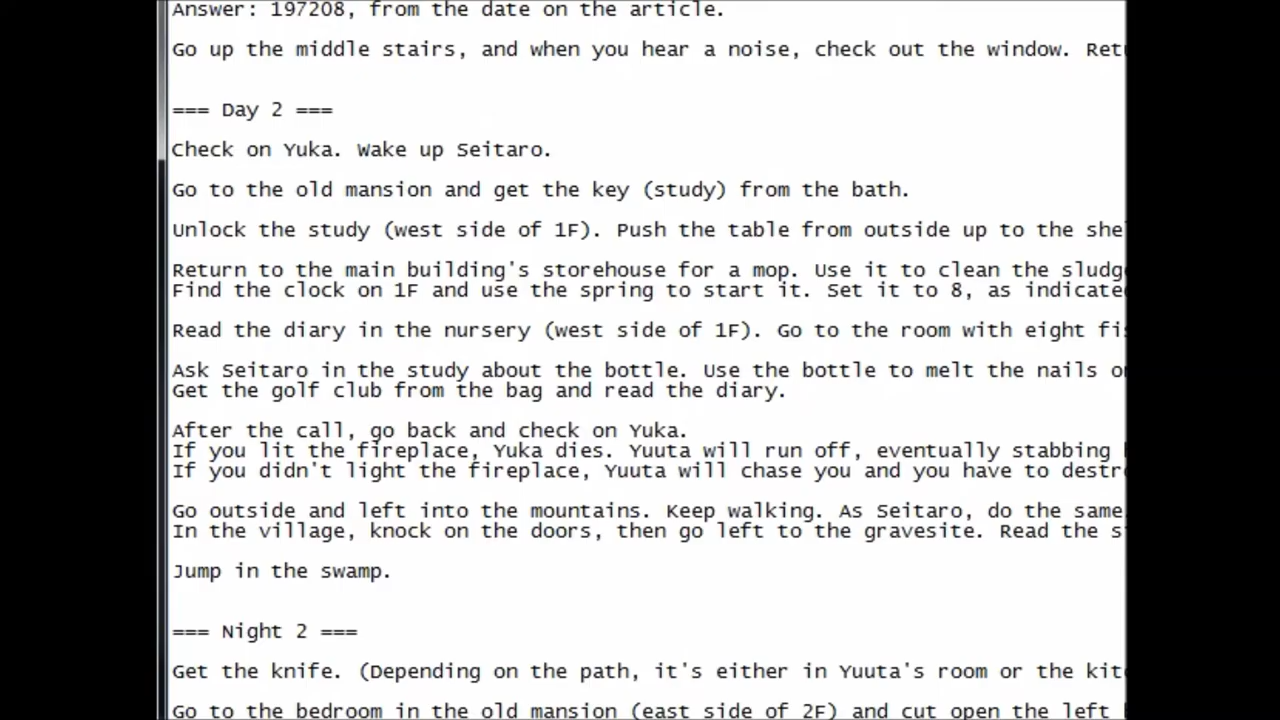 Answer: 197208, from the date on the article.
Go up the middle stairs, and when you hear a noise, check out the window.
=== Day 2 ===
Check on Yuka. Wake up Seitaro.
Go to the old mansion and get the key (study) from the bath.
Unlock the study (west side of 1F). Push the table from outside up to the
Return to the main building's storehouse for a mop. Use it to clean the
Find the clock on 1F and use the spring to start it. Set it to 8, as
Read the diary in the nursery (west side of 1F). Go to the room with eight
Ask Seitaro in the study about the bottle. Use the bottle to melt the nails
Get the golf club from the bag and read the diary.
After the call, go back and check on Yuka.
If you lit the fireplace, Yuka dies. Yuuta will run off, eventually stabbing
If you didn't light the fireplace, Yuuta will chase you and you have to
Go outside and left into the mountains. Keep walking. As Seitaro, do the same
In the village, knock on the doors, then go left to the gravesite. Read the
Jump in the swamp.
=== Night 2 ===
Get the knife. (Depending on the path, it's either in Yuuta's room or the
Go to the bedroom in the old mansion (east side of 2F) and cut open the left